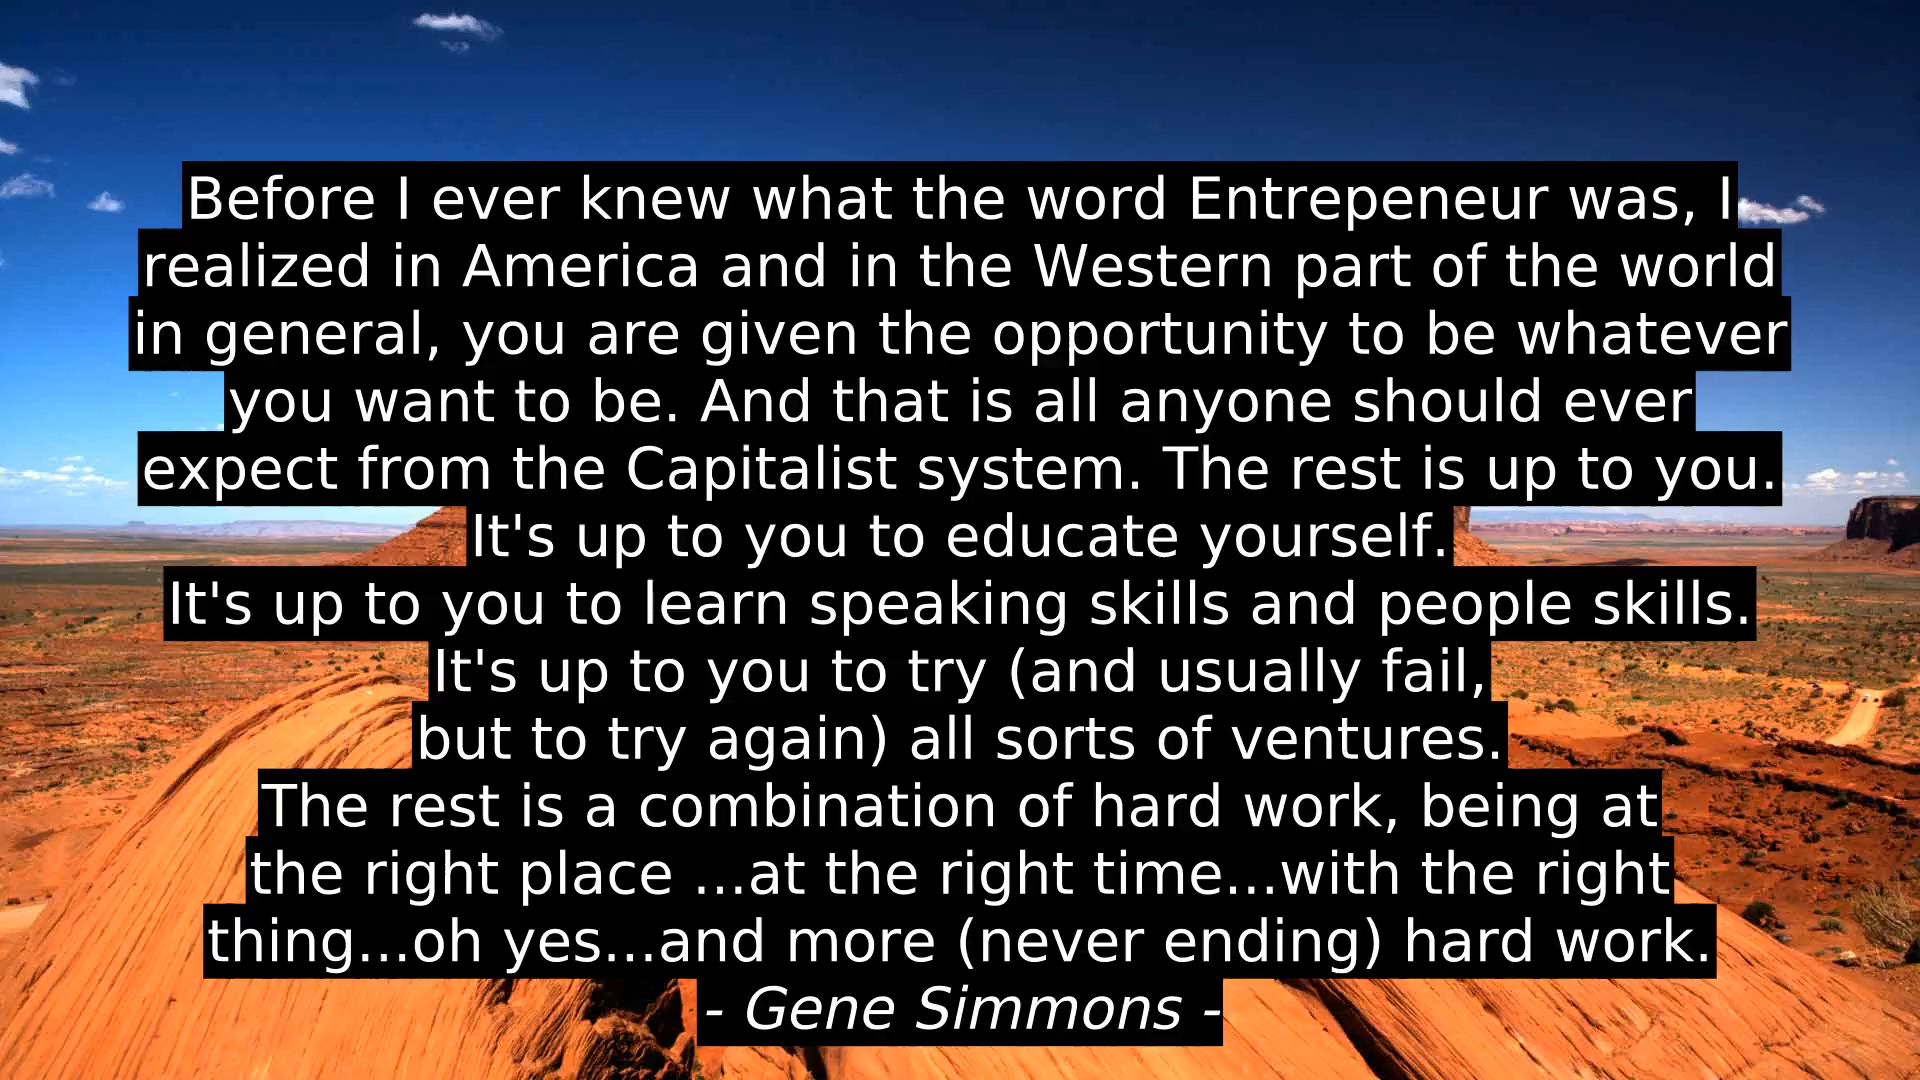 Before I ever knew what the word Entrepeneur was, I
realized in America and in the Western part of the world
in general, you are given the opportunity to be whatever
you want to be. And that is all anyone should ever
expect from the Capitalist system. The rest is up to you.
It's up to you to educate yourself.
It's up to you to learn speaking skills and people skills.
It's up to you to try (and usually fail,
but to try again) all sorts of ventures.
The rest is a combination of hard work, being at
the right place ...at the right time...with the right
thing...oh yes...and more (never ending) hard work.
- Gene Simmons -